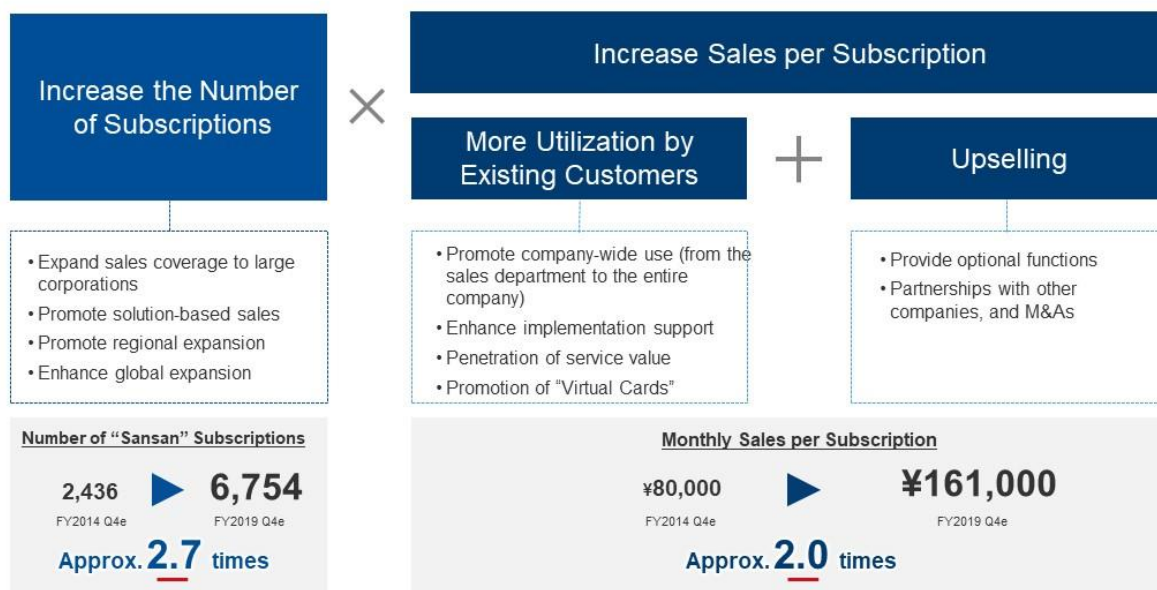 Increase the Number
of Subscriptions
Increase Sales per Subscription
More Utilization by
Existing Customers
Upselling
• Expand sales coverage to large
corporations
• Promote solution-based sales
• Promote regional expansion
• Enhance global expansion
• Promote company-wide use (from the
sales department to the entire
company)
• Enhance implementation support
• Penetration of service value
• Promotion of “Virtual Cards”
• Provide optional functions
• Partnerships with other
companies, and M&As
Number of “Sansan” Subscriptions
2,436 6,754
FY2014 Q4e FY2019 Q4e
Approx. 2.7 times
Monthly Sales per Subscription
¥80,000 ¥161,000
FY2014 Q4e FY2019 Q4e
Approx. 2.0 times